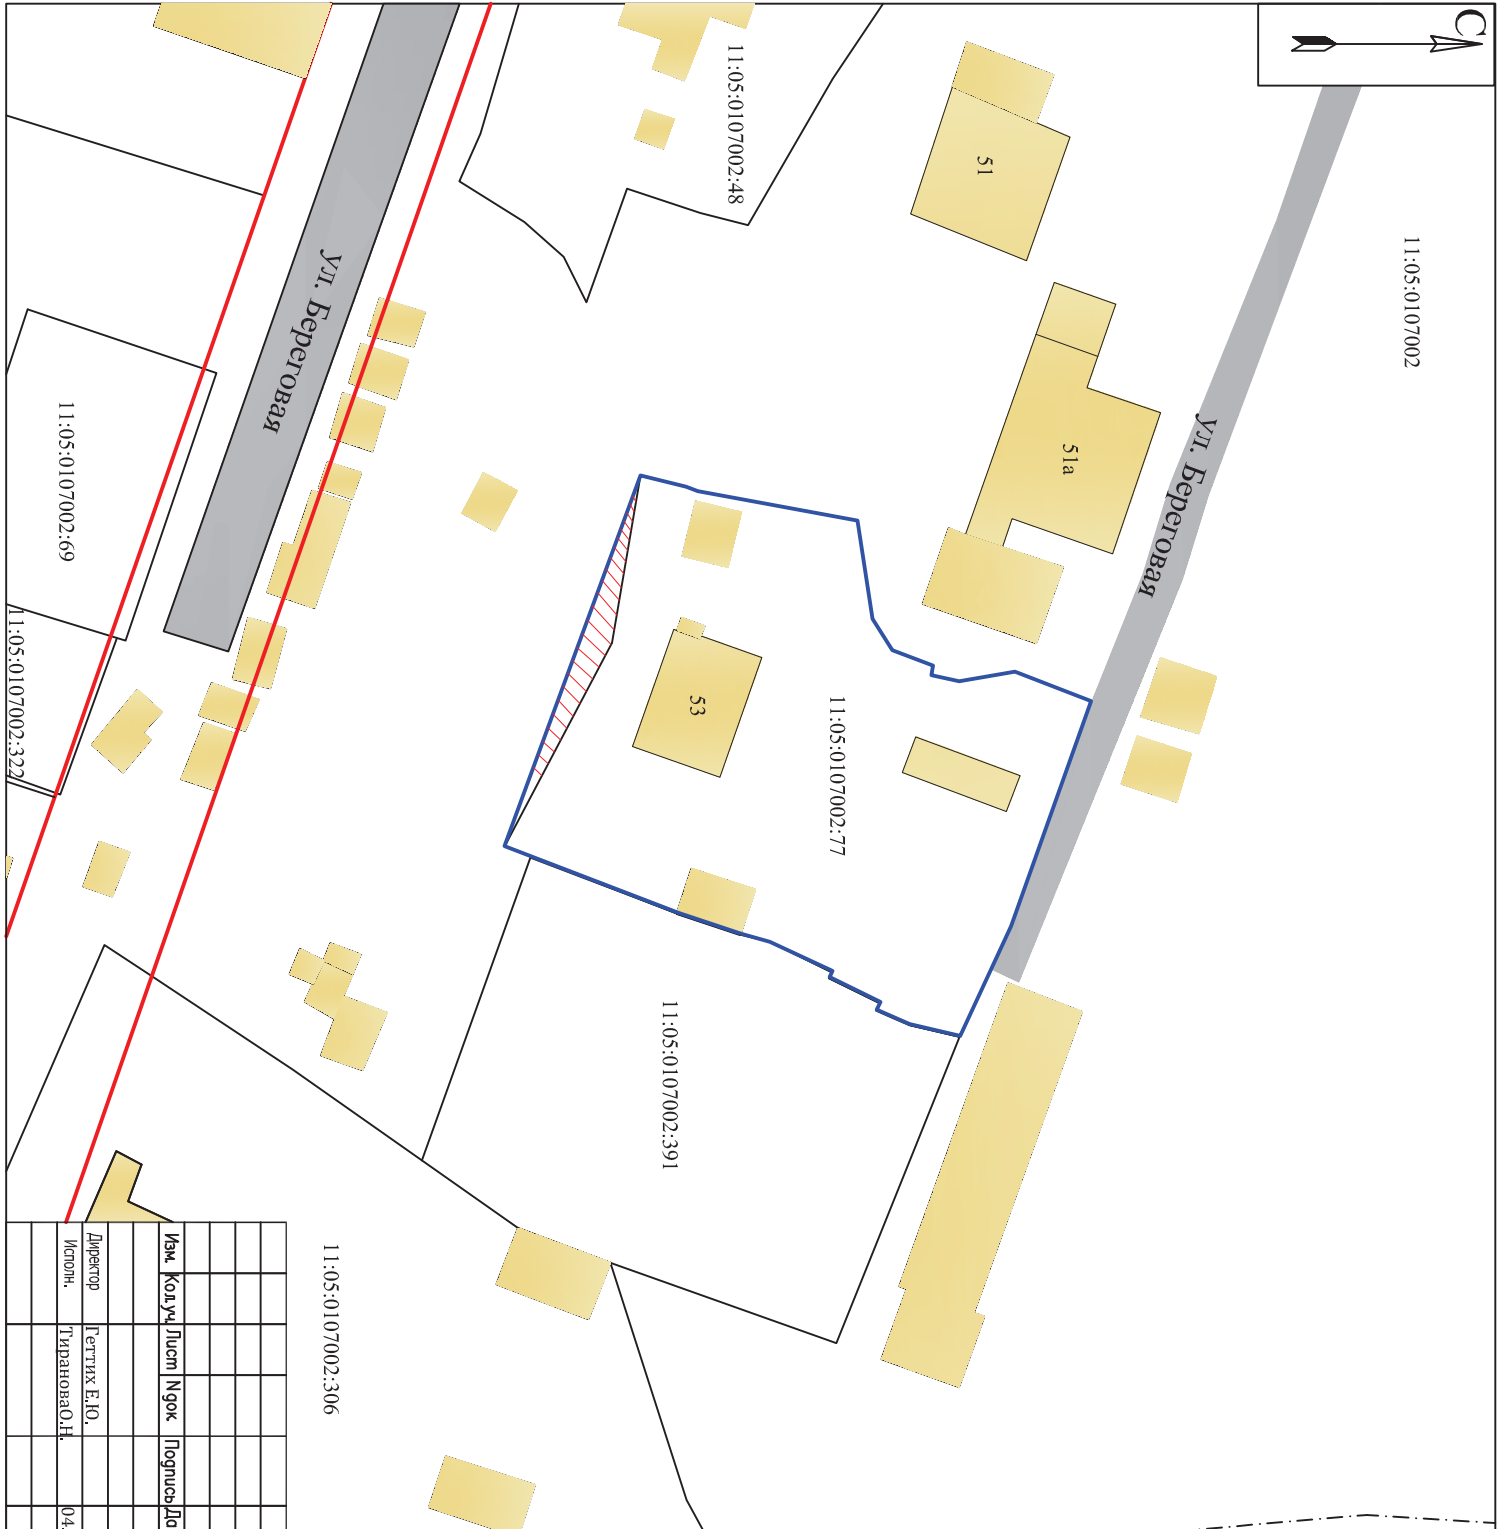 С
11:05:0107002
ул. Береговая
51
51а
11:05:0107002:48
11:05:0107002:77
53
11:05:0107002:391
ул. Береговая
11:05:0107002:69
11:05:0107002:322
11:05:0107002:306
Изм. Кол.уч. Лист Nдок Подпись Да
Директор Геттих Е.Ю.
Исполн. ТирановаО.Н. 04.